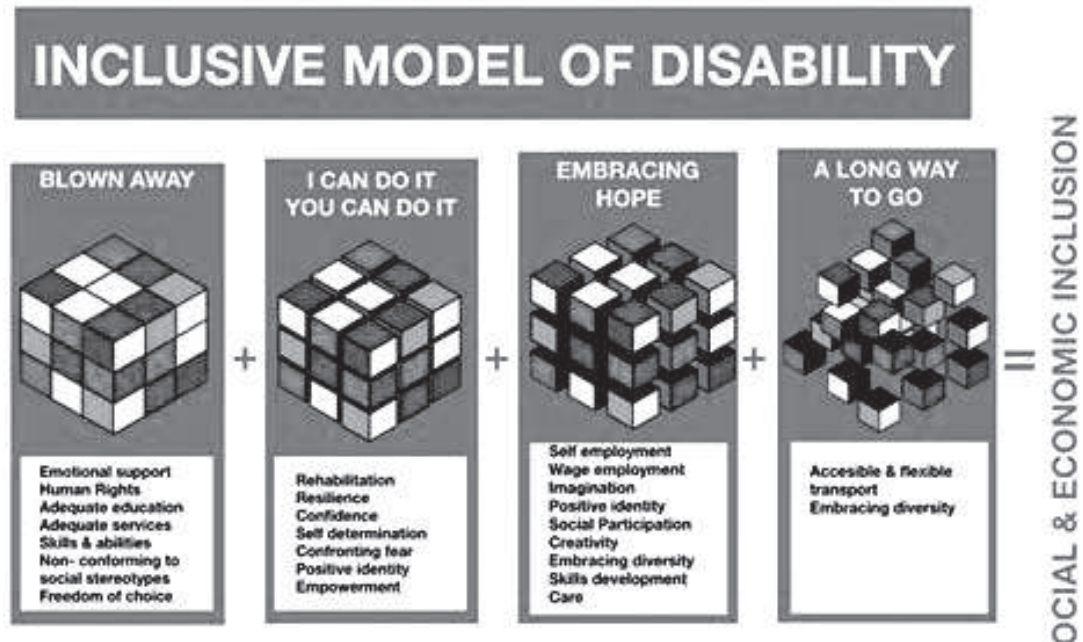 INCLUSIVE MODEL OF DISABILITY
BLOWN AWAY
Emotional support
Human Rights
Adequate education
Adequate services
Skills & abilities
Non- conforming to
social stereotypes
Freedom of choice
+
I CAN DO IT
YOU CAN DO IT
Rehabilitation
Resilience
Confidence
Self determination
Confronting fear
Positive identity
Empowerment
+
EMBRACING
HOPE
Self employment
Wage employment
Imagination
Positive identity
Social Participation
Creativity
Embracing diversity
Skills development
Care
+
A LONG WAY
TO GO
Accesible & flexible
transport
Embracing diversity
=
OCIAL & ECONOMIC INCLUSION